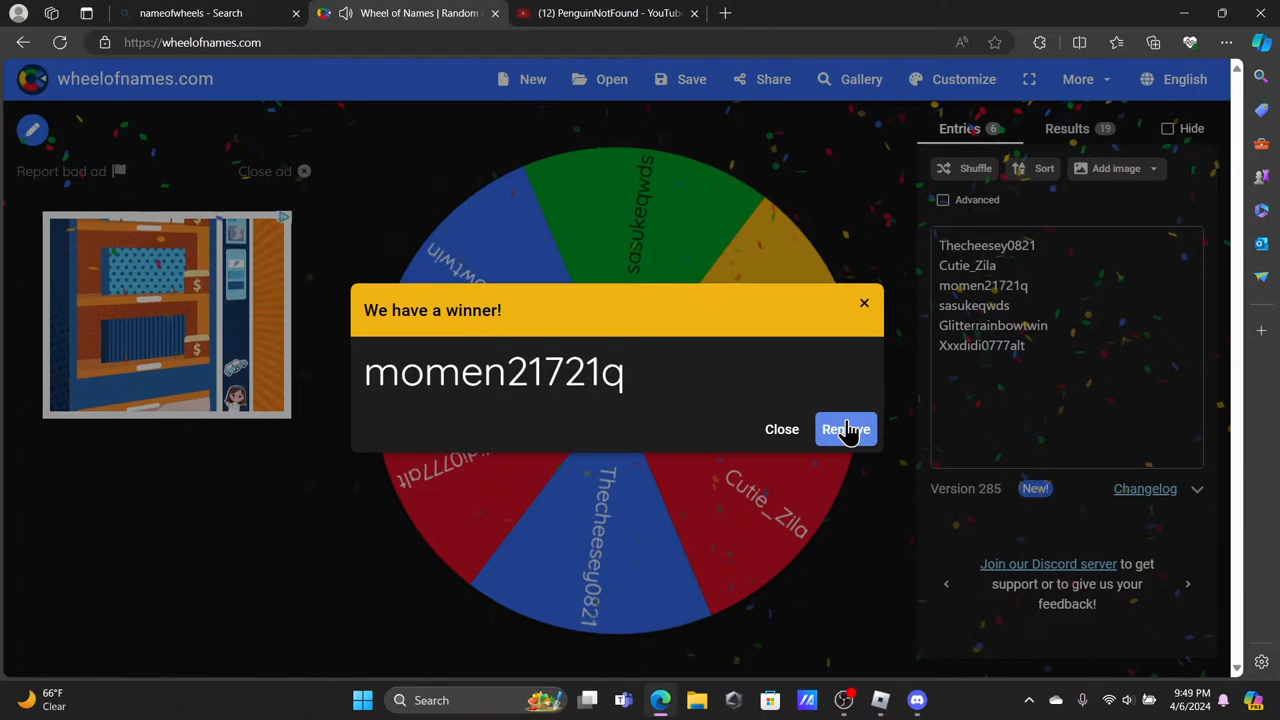 nameofwheels - Search
Wheel of Names | Random
(12) PenguinNotFound - YouTube
https://wheelofnames.com
wheelofnames.com
New
Open
Save
Share
Gallery
Customize
More
English
Report bad ad
Close ad
Entries 6
Results 19
Hide
Shuffle
Sort
Add image
Advanced
Thecheesey0821
Cutie_Zila
momen21721q
sasukeqwds
Glitterrainbowtwin
Xxxdidi0777alt
sasukeqwds
Cutie_Zila
Thecheesey0821
We have a winner!
momen21721q
Close
Remove
Version 285
New!
Changelog
Join our Discord server to get
support or to give us your
feedback!
66°F
Clear
Search
9:49 PM
4/6/2024